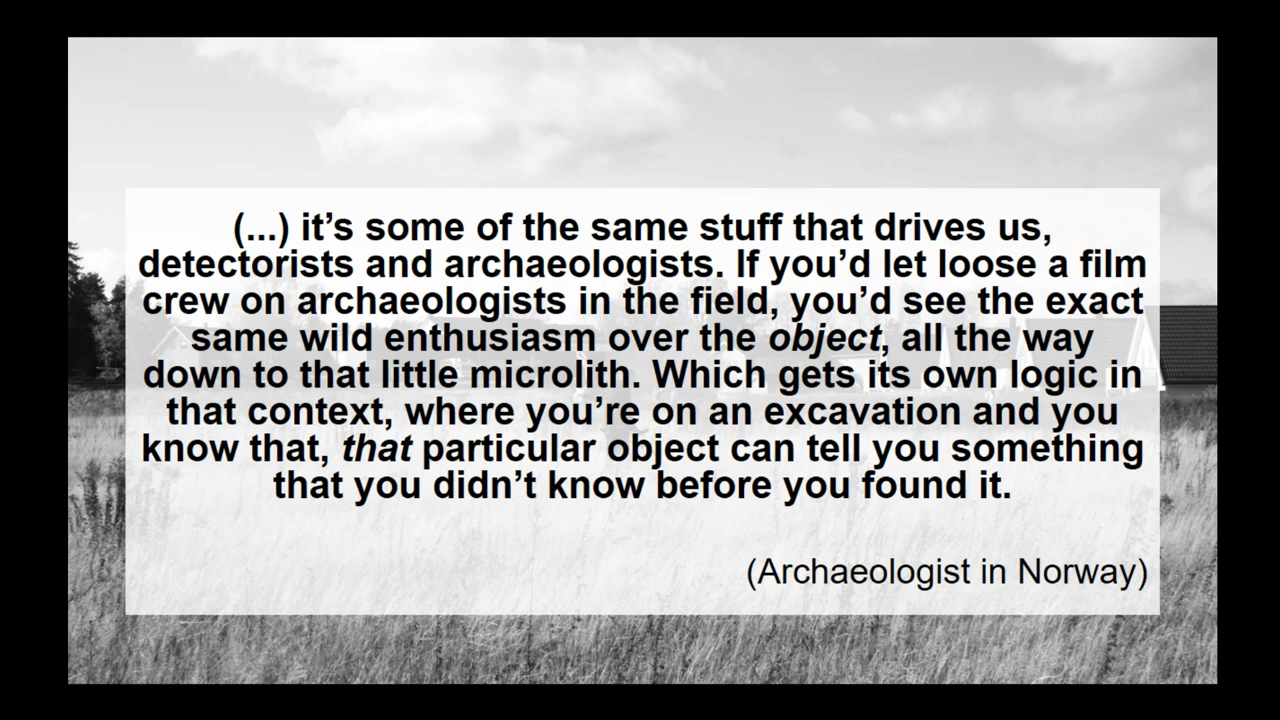 (...) it’s some of the same stuff that drives us,
detectorists and archaeologists. If you’d let loose a film
crew on archaeologists in the field, you’d see the exact
same wild enthusiasm over the object, all the way
down to that little microlith. Which gets its own logic in
that context, where you’re on an excavation and you
know that, that particular object can tell you something
that you didn’t know before you found it.
(Archaeologist in Norway)